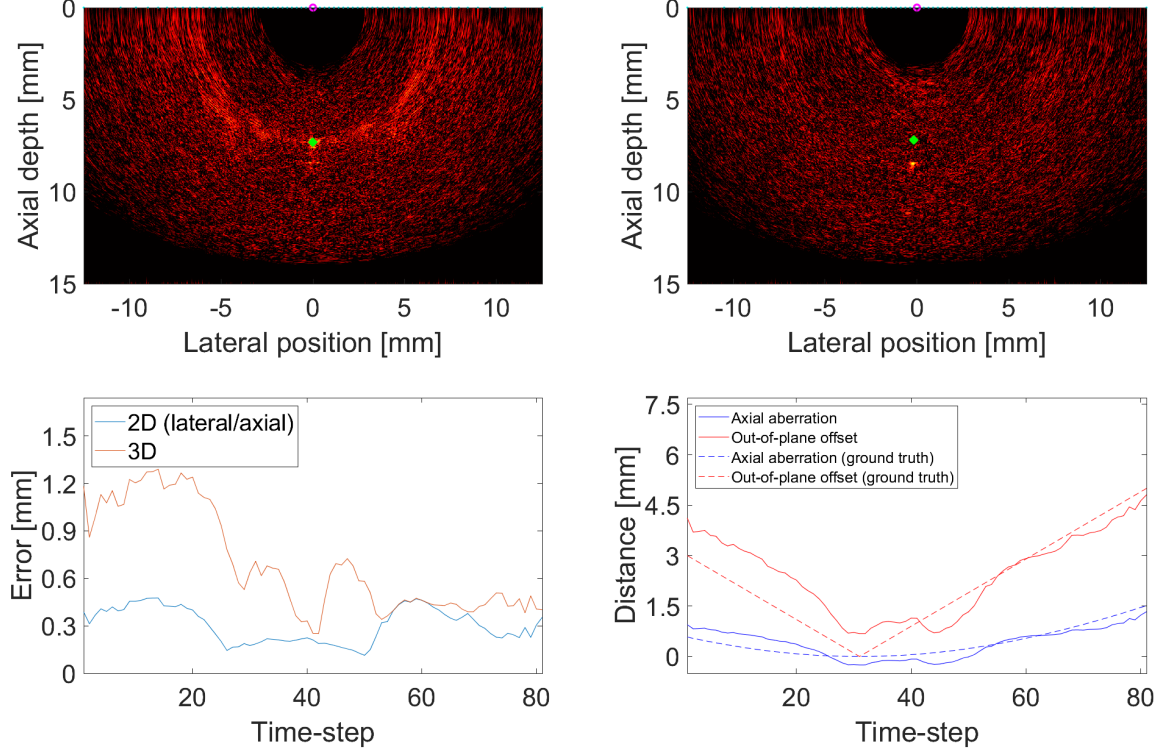 0
5
10
15
Axial depth [mm]
-10 -5 0 5 10
Lateral position [mm]
0
5
10
15
Axial depth [mm]
-10 -5 0 5 10
Lateral position [mm]
2D (lateral/axial)
3D
1.5
1.2
0.9
0.6
0.3
0
Error [mm]
20 40 60 80
Time-step
Axial aberration
Out-of-plane offset
Axial aberration (ground truth)
Out-of-plane offset (ground truth)
7.5
6
4.5
3
1.5
0
Distance [mm]
20 40 60 80
Time-step